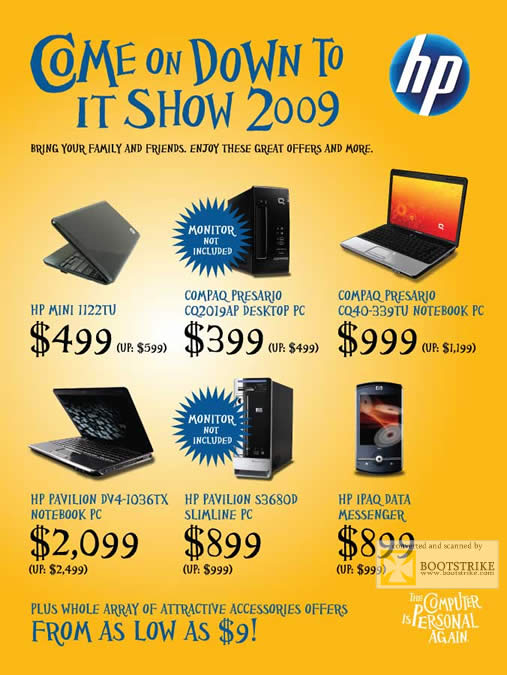 COME ON DOWN TO
IT SHOW 2009
hp
BRING YOUR FAMILY AND FRIENDS. ENJOY THESE GREAT OFFERS AND MORE.
MONITOR
NOT
INCLUDED
HP MINI 1122TU
$499 (UP: $599)
COMPAQ PRESARIO
CQ2019AP DESKTOP PC
$399 (UP: $499)
COMPAQ PRESARIO
CQ40-339TU NOTEBOOK PC
$999 (UP: $1,199)
MONITOR
NOT
INCLUDED
HP PAVILION DV4-1036TX
NOTEBOOK PC
$2,099
(UP: $2,499)
HP PAVILION S3680D
SLIMLINE PC
$899
(UP: $999)
HP IPAQ DATA
MESSENGER
$899
(UP: $999)
converted and scanned by
BOOTSTRIKE
www.bootstrike.com
PLUS WHOLE ARRAY OF ATTRACTIVE ACCESSORIES OFFERS
FROM AS LOW AS $9!
THE COMPUTER
IS PERSONAL
AGAIN.